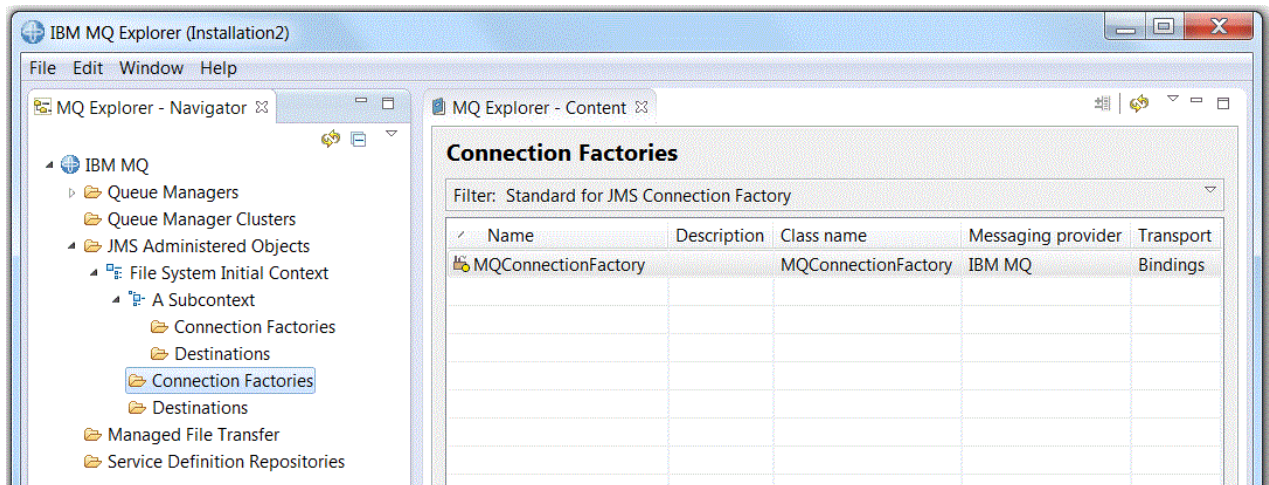 IBM MQ Explorer (Installation2)
File Edit Window Help
MQ Explorer - Navigator
IBM MQ
Queue Managers
Queue Manager Clusters
JMS Administered Objects
File System Initial Context
A Subcontext
Connection Factories
Destinations
Connection Factories
Destinations
Managed File Transfer
Service Definition Repositories
MQ Explorer - Content
Connection Factories
Filter: Standard for JMS Connection Factory
Name Description Class name Messaging provider Transport
MQConnectionFactory MQConnectionFactory IBM MQ Bindings